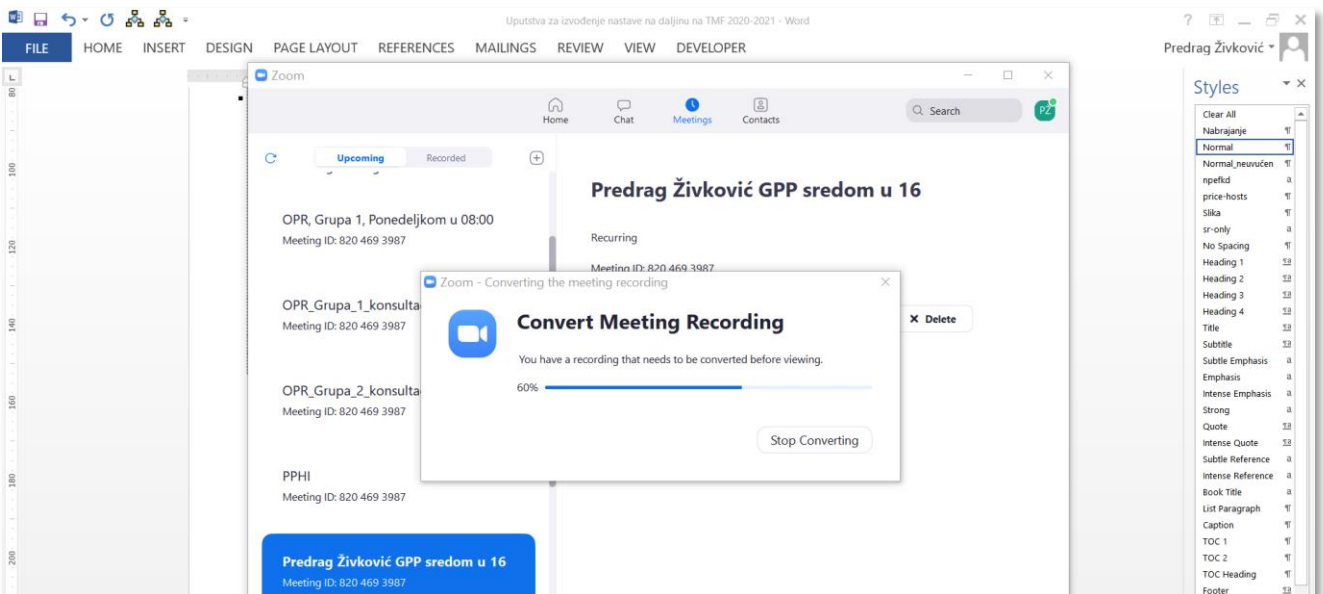 Uputstva za izvođenje nastave na daljinu na TMF 2020-2021 - Word
FILE HOME INSERT DESIGN PAGE LAYOUT REFERENCES MAILINGS REVIEW VIEW DEVELOPER
Predrag Živković
Zoom
Home Chat Meetings Contacts
Search
PŽ
Upcoming Recorded
OPR, Grupa 1, Ponedeljkom u 08:00
Meeting ID: 820 469 3987
OPR_Grupa_1_konsulta
Meeting ID: 820 469 3987
OPR_Grupa_2_konsulta
Meeting ID: 820 469 3987
PPHI
Meeting ID: 820 469 3987
Predrag Živković GPP sredom u 16
Meeting ID: 820 469 3987
Predrag Živković GPP sredom u 16
Recurring
Meeting ID: 820 469 3987
Delete
Zoom - Converting the meeting recording
Convert Meeting Recording
You have a recording that needs to be converted before viewing.
60%
Stop Converting
Styles
Clear All
Nabrajanje
Normal
Normal_neuvučen
npefkd
price-hosts
Slika
sr-only
No Spacing
Heading 1
Heading 2
Heading 3
Heading 4
Title
Subtitle
Subtle Emphasis
Emphasis
Intense Emphasis
Strong
Quote
Intense Quote
Subtle Reference
Intense Reference
Book Title
List Paragraph
Caption
TOC 1
TOC 2
TOC Heading
Footer
80
100
120
140
160
180
200